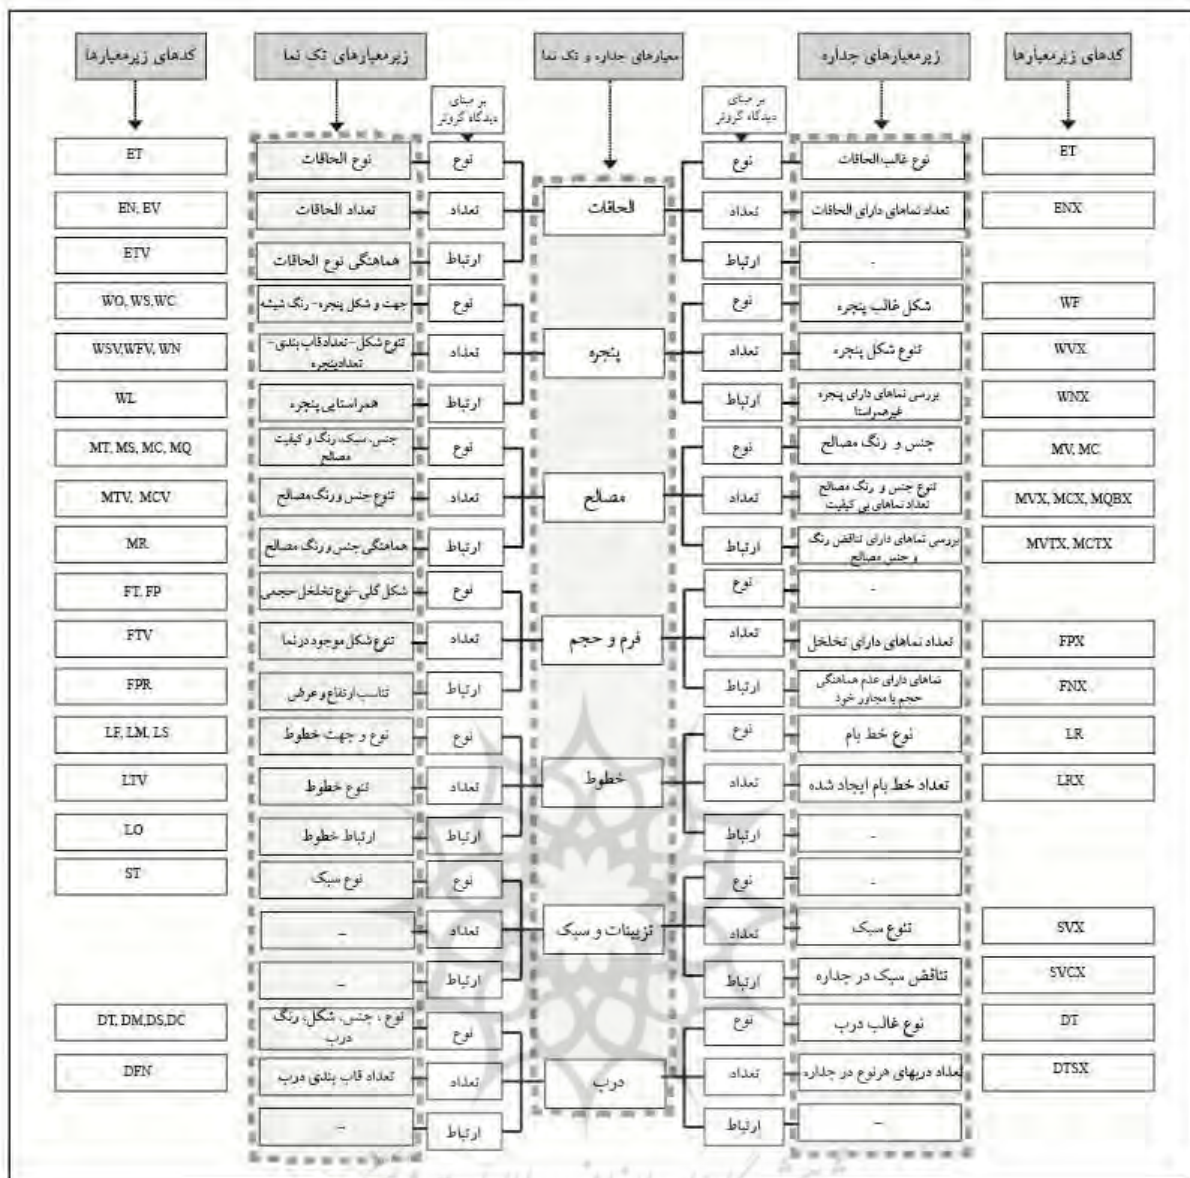 کدهای زیرمعیارها
زیرمعیارهای جداره
معیارهای جداره و تک نما
زیرمعیارهای تک نما
کدهای زیرمعیارها
بر مبنای
دیدگاه گروتر
بر مبنای
دیدگاه گروتر
ET
نوع غالب الحاقات
نوع
نوع
نوع الحاقات
ET
الحاقات
ENX
تعداد نماهای دارای الحاقات
تعداد
تعداد
تعداد الحاقات
EN, EV
-
ارتباط
ارتباط
هماهنگی نوع الحاقات
ETV
WF
شکل غالب پنجره
نوع
نوع
جهت و شکل پنجره- رنگ شیشه
WO, WS,WC
پنجره
WVX
تنوع شکل پنجره
تعداد
تعداد
تنوع شکل- تعداد قاب بندی-
تعدادپنجره
WSV,WFV, WN
WNX
بررسی نماهای دارای پنجره
غیرهمراستا
ارتباط
ارتباط
همراستایی پنجره
WL
MV, MC
جنس و رنگ مصالح
نوع
نوع
جنس، سبک، رنگ و کیفیت
مصالح
MT, MS, MC, MQ
مصالح
MVX, MCX, MQBX
تنوع جنس و رنگ مصالح
تعداد نماهای بی کیفیت
تعداد
تعداد
تنوع جنس و رنگ مصالح
MTV, MCV
MVTX, MCTX
بررسی نماهای دارای تناقض رنگ
و جنس مصالح
ارتباط
ارتباط
هماهنگی جنس و رنگ مصالح
MR
-
نوع
نوع
شکل کلی-نوع تخلخل حجمی
FT, FP
فرم و حجم
FPX
تعداد نماهای دارای تخلخل
تعداد
تعداد
تنوع شکل موجود در نما
FTV
FNX
نماهای دارای عدم هماهنگی
حجم با مجاور خود
ارتباط
ارتباط
تناسب ارتفاع و عرض
FPR
LR
نوع خط بام
نوع
نوع
نوع و جهت خطوط
LF, LM, LS
خطوط
LRX
تعداد خط بام ایجاد شده
تعداد
تعداد
تنوع خطوط
LTV
-
ارتباط
ارتباط
ارتباط خطوط
LO
-
نوع
نوع
نوع سبک
ST
تزیینات و سبک
SVX
تنوع سبک
تعداد
تعداد
-
SVCX
تناقض سبک در جداره
ارتباط
ارتباط
-
DT
نوع غالب درب
نوع
نوع
نوع ، جنس، شکل، رنگ
درب
DT, DM,DS,DC
درب
DTSX
تعداد دربهای هرنوع در جداره
تعداد
تعداد
تعداد قاب بندی درب
DFN
-
ارتباط
ارتباط
-